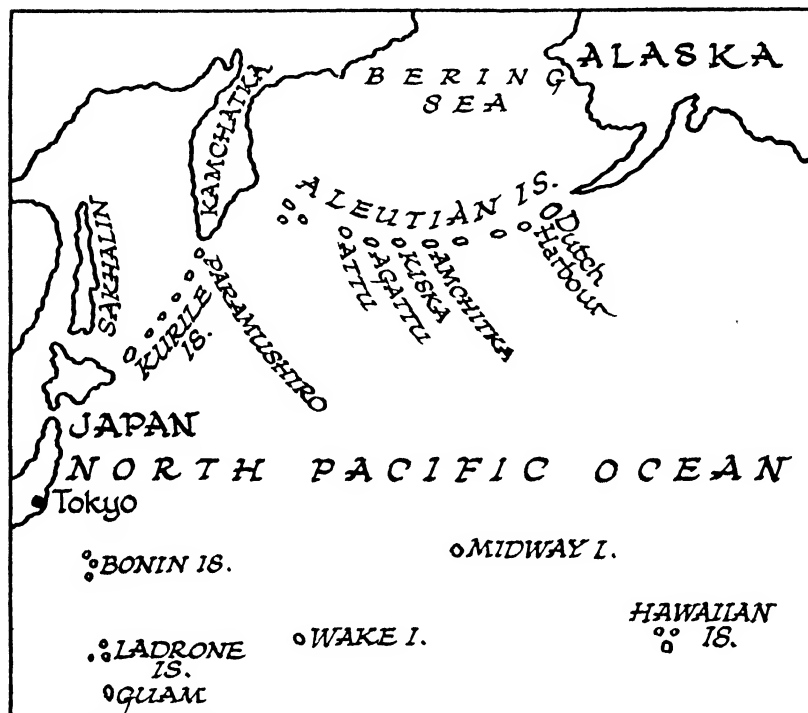 ALASKA
BERING
SEA
KAMCHATKA
ALEUTIAN IS.
Dutch
Harbour
SAKHALIN
ATTU
AGATTU
KISKA
AMCHITKA
PARAMUSHIRO
KURILE
IS.
JAPAN
NORTH PACIFIC OCEAN
Tokyo
BONIN IS.
MIDWAY I.
HAWAIIAN
IS.
WAKE I.
LADRONE
IS.
GUAM